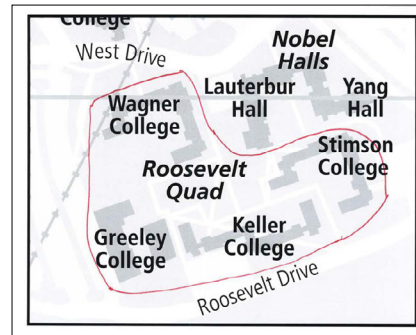 College
West Drive
Nobel
Halls
Wagner
College
Lauterbur
Hall
Yang
Hall
Stimson
College
Roosevelt
Quad
Greeley
College
Keller
College
Roosevelt Drive